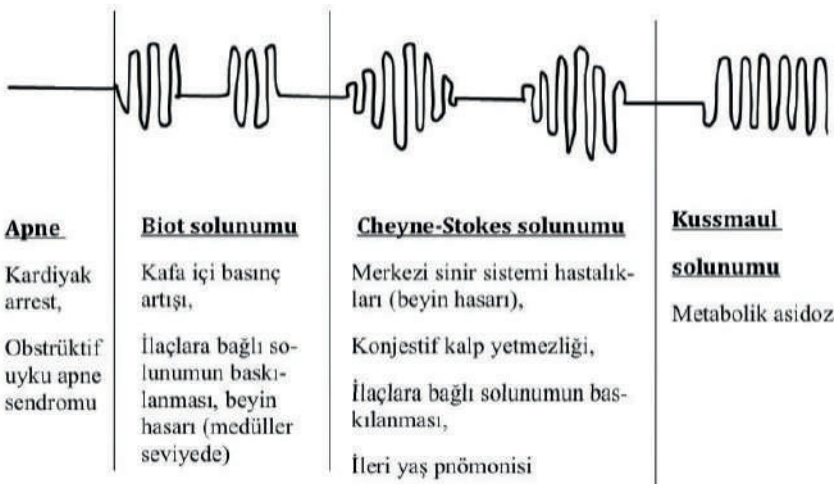 Apne
Kardiyak
arrest,
Obstrüktif
uyku apne
sendromu
Biot solunumu
Kafa içi basınç
artışı,
İlaçlara bağlı so-
lunumun baskı-
lanması, beyin
hasarı (medüller
seviyede)
Cheyne-Stokes solunumu
Merkezi sinir sistemi hastalık-
ları (beyin hasarı),
Konjestif kalp yetmezliği,
İlaçlara bağlı solunumun bas-
kılanması,
İleri yaş pnömonisi
Kussmaul
solunumu
Metabolik asidoz